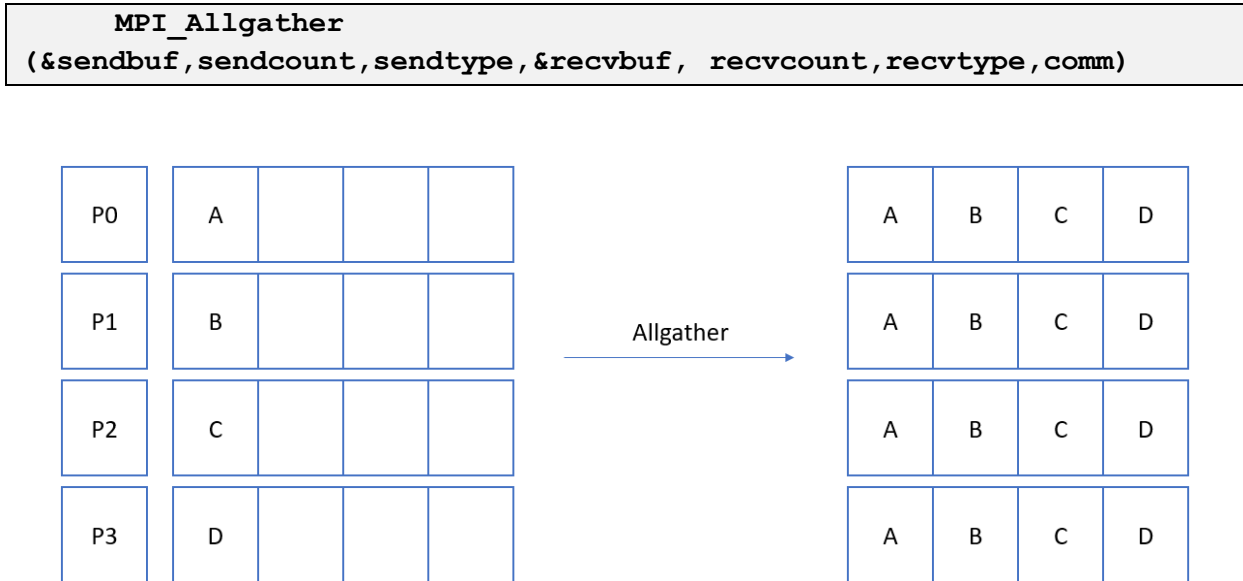 MPI_Allgather
(&sendbuf,sendcount,sendtype,&recvbuf, recvcount,recvtype,comm)
P0 A A B C D
P1 B A B C D
Allgather
P2 C A B C D
P3 D A B C D